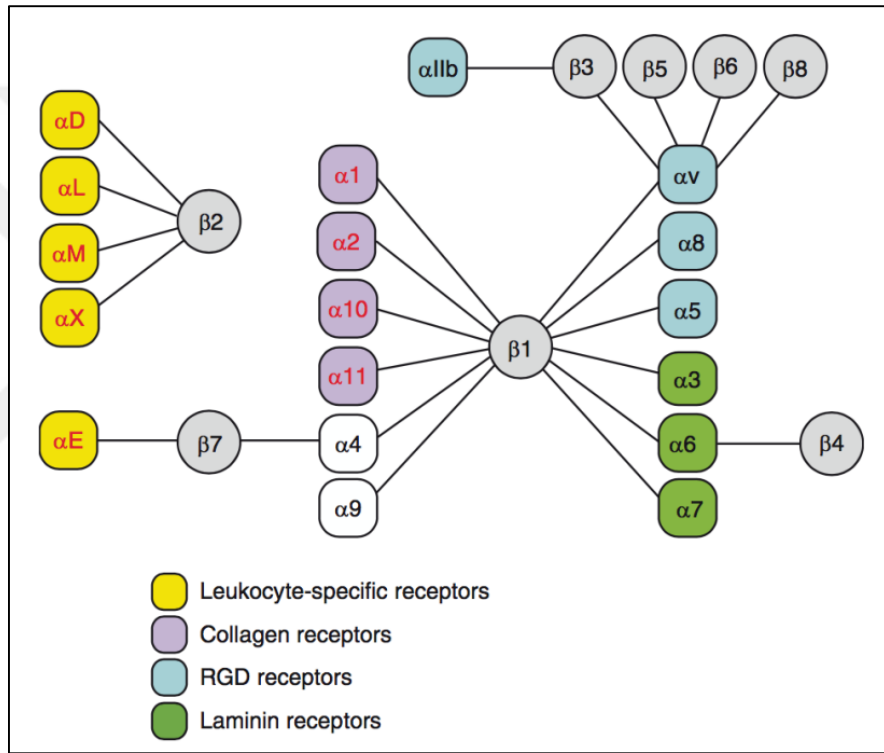 αIIb
β3
β5
β6
β8
αD
αL
αM
αX
β2
α1
α2
α10
α11
α4
α9
αE
β7
β1
αv
α8
α5
α3
α6
α7
β4
Leukocyte-specific receptors
Collagen receptors
RGD receptors
Laminin receptors